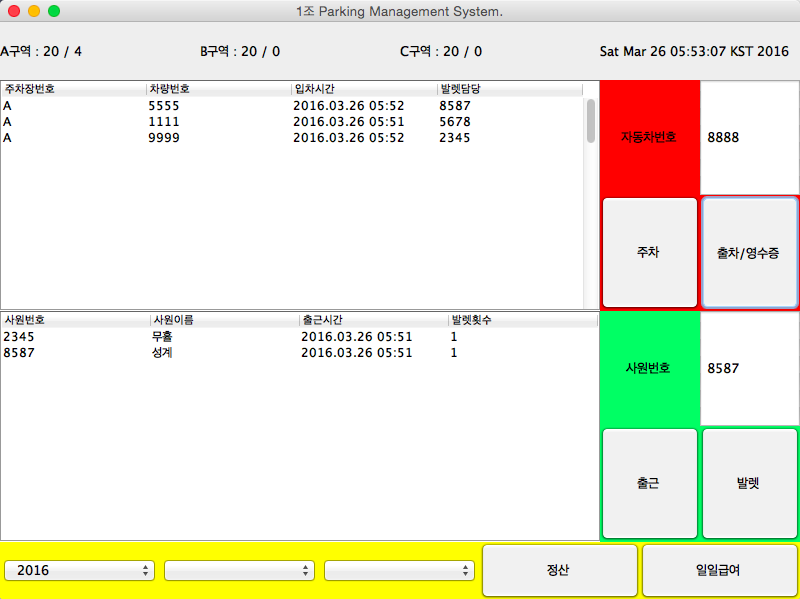 1조 Parking Management System.
A구역 : 20 / 4 B구역 : 20 / 0 C구역 : 20 / 0 Sat Mar 26 05:53:07 KST 2016
주차장번호 차량번호 입차시간 발렛담당
A 5555 2016.03.26 05:52 8587
A 1111 2016.03.26 05:51 5678
A 9999 2016.03.26 05:52 2345
자동차번호 8888
주차 출차/영수증
사원번호 사원이름 출근시간 발렛횟수
2345 무홀 2016.03.26 05:51 1
8587 성계 2016.03.26 05:51 1
사원번호 8587
출근 발렛
2016 정산 일일급여